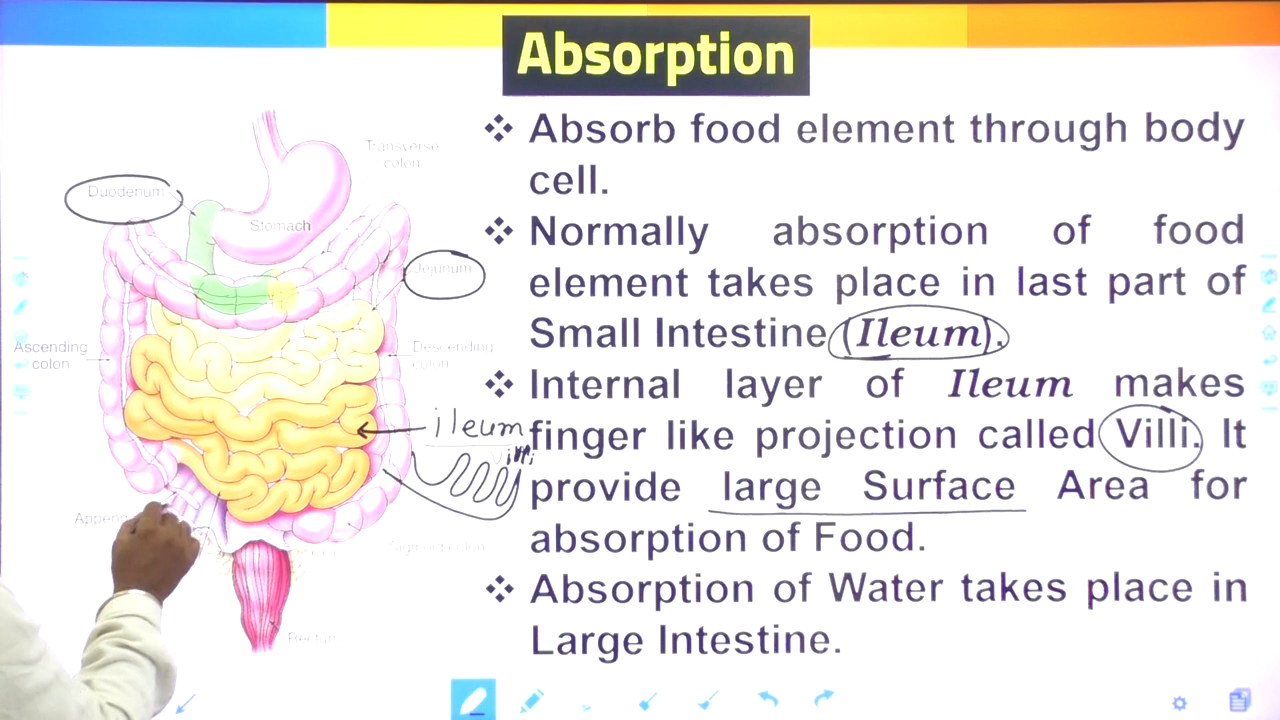 Absorption
❖ Absorb food element through body
cell.
❖ Normally absorption of food
element takes place in last part of
Small Intestine (Ileum).
❖ Internal layer of Ileum makes
finger like projection called Villi. It
provide large Surface Area for
absorption of Food.
❖ Absorption of Water takes place in
Large Intestine.
Transverse
colon
Duodenum
Stomach
Jejunum
Ascending
colon
Descending
colon
ileum
villi
Sigmoid colon
Rectum